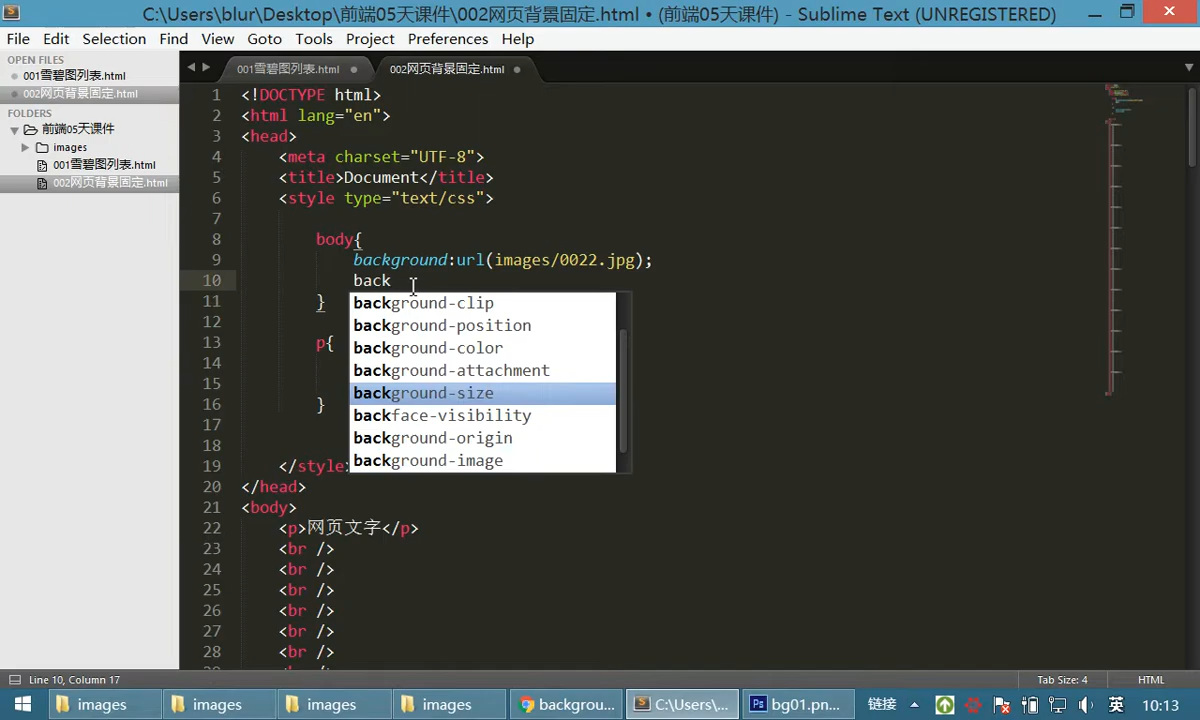 C:\Users\blur\Desktop\前端05天课件\002网页背景固定.html • (前端05天课件) - Sublime Text (UNREGISTERED)
File Edit Selection Find View Goto Tools Project Preferences Help
OPEN FILES
001雪碧图列表.html
002网页背景固定.html
FOLDERS
前端05天课件
images
001雪碧图列表.html
002网页背景固定.html
001雪碧图列表.html
002网页背景固定.html
1 <!DOCTYPE html>
2 <html lang="en">
3 <head>
4 <meta charset="UTF-8">
5 <title>Document</title>
6 <style type="text/css">
7
8 body{
9 background:url(images/0022.jpg);
10 back
11 }
12
13 p{
14
15
16 }
17
18
19 </style
20 </head>
21 <body>
22 <p>网页文字</p>
23 <br />
24 <br />
25 <br />
26 <br />
27 <br />
28 <br />
background-clip
background-position
background-color
background-attachment
background-size
backface-visibility
background-origin
background-image
Line 10, Column 17
Tab Size: 4
HTML
images
images
images
images
backgrou...
C:\Users\...
bg01.pn...
链接
英
10:13